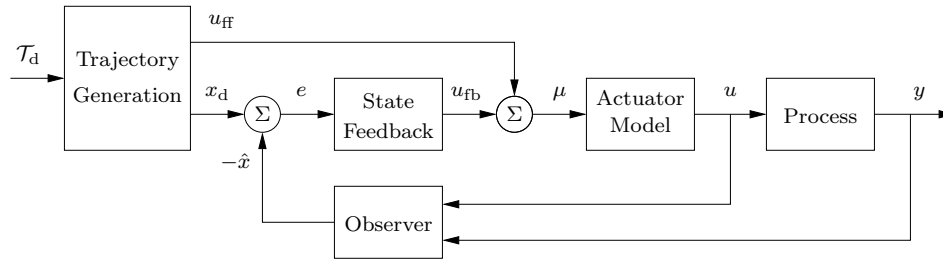 𝒯d
Trajectory
Generation
uff
xd
Σ
e
State
Feedback
ufb
Σ
μ
Actuator
Model
u
Process
y
−x̂
Observer